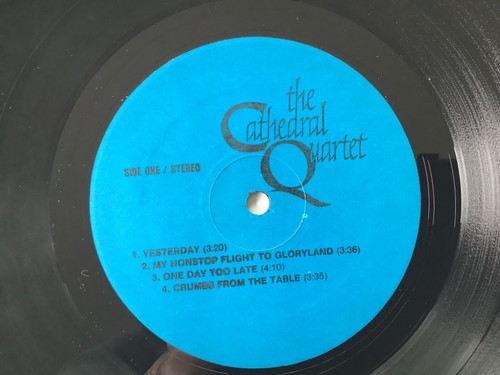 the
Cathedral
Quartet
SIDE ONE / STEREO
1. YESTERDAY (3:20)
2. MY NONSTOP FLIGHT TO GLORYLAND (3:36)
3. ONE DAY TOO LATE (4:10)
4. CRUMBS FROM THE TABLE (3:35)